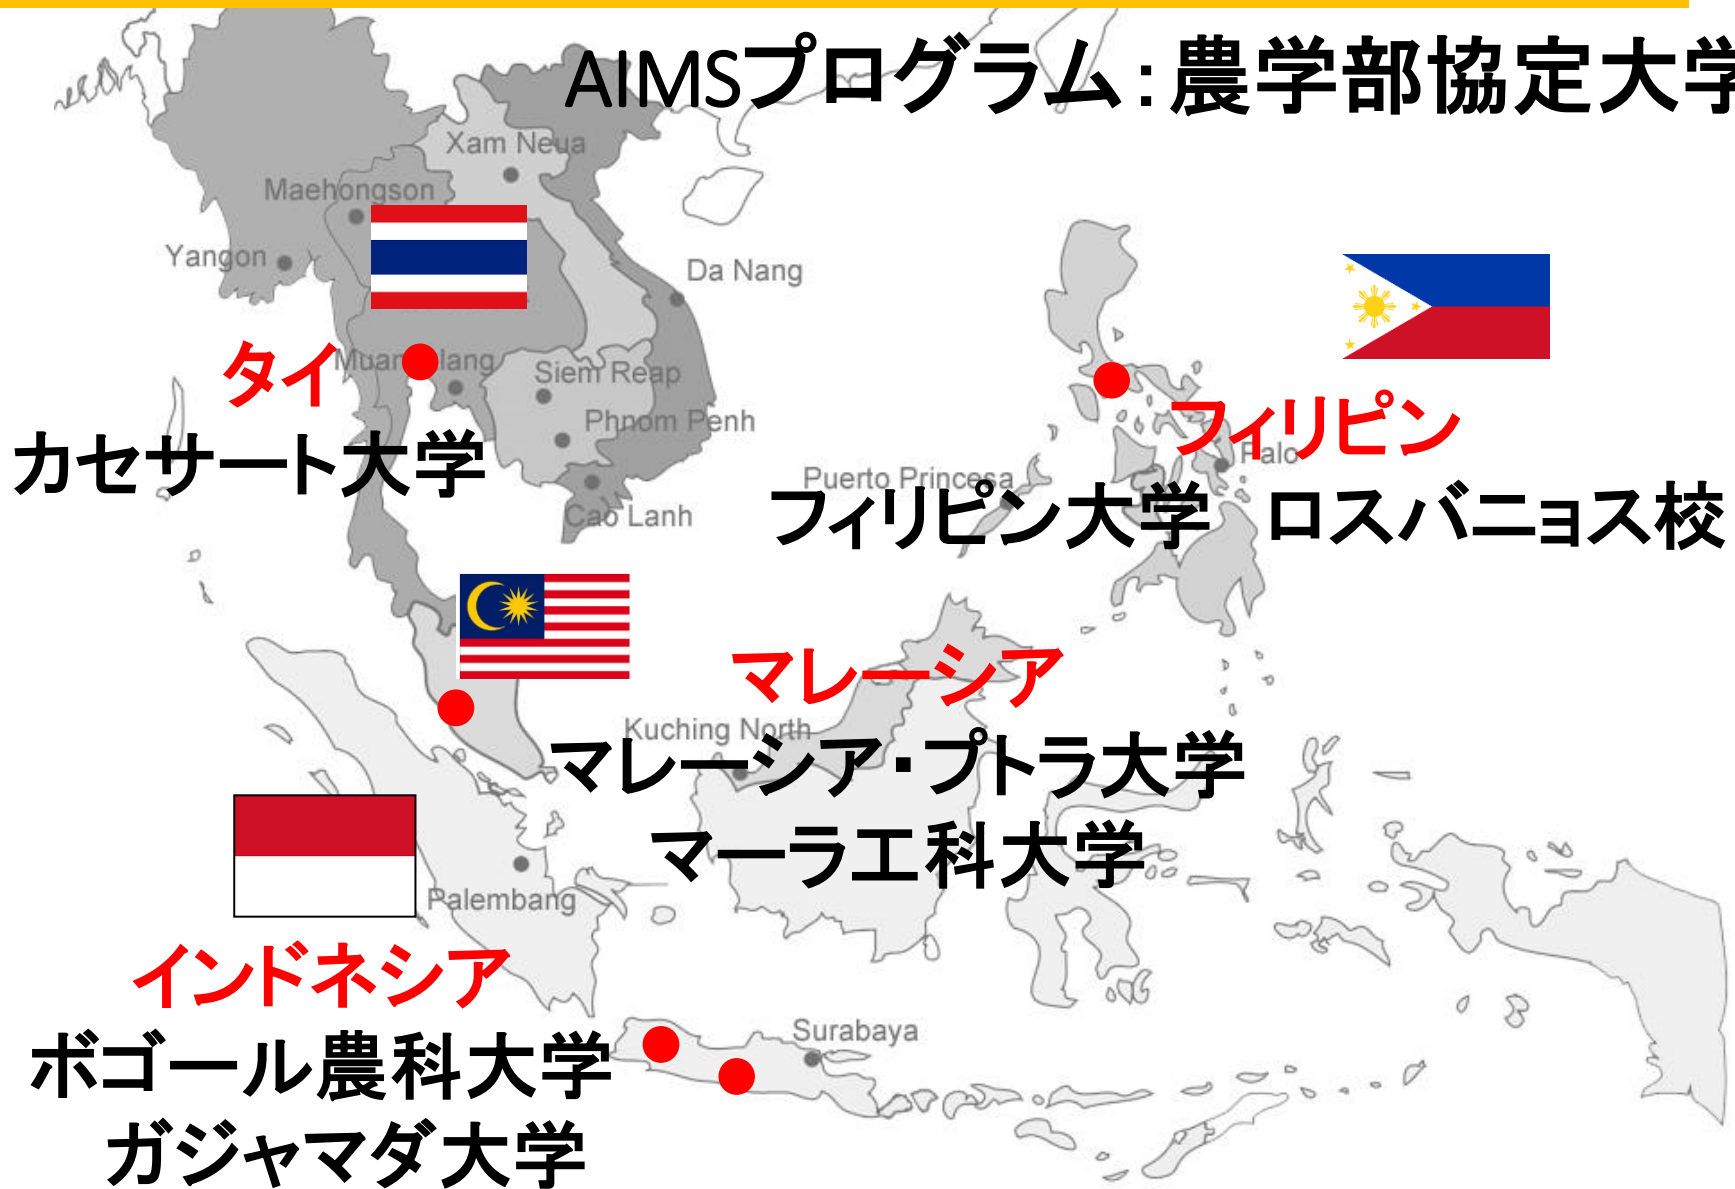 AIMSプログラム：農学部協定大学
Xam Neua
Maehongson
Yangon
Da Nang
タイ
Siem Reap
Phnom Penh
カセサート大学
Cao Lanh
フィリピン
Palo
Puerto Princesa
フィリピン大学　ロスバニョス校
マレーシア
Kuching North
マレーシア・プトラ大学
マーラ工科大学
Palembang
インドネシア
Surabaya
ボゴール農科大学
ガジャマダ大学